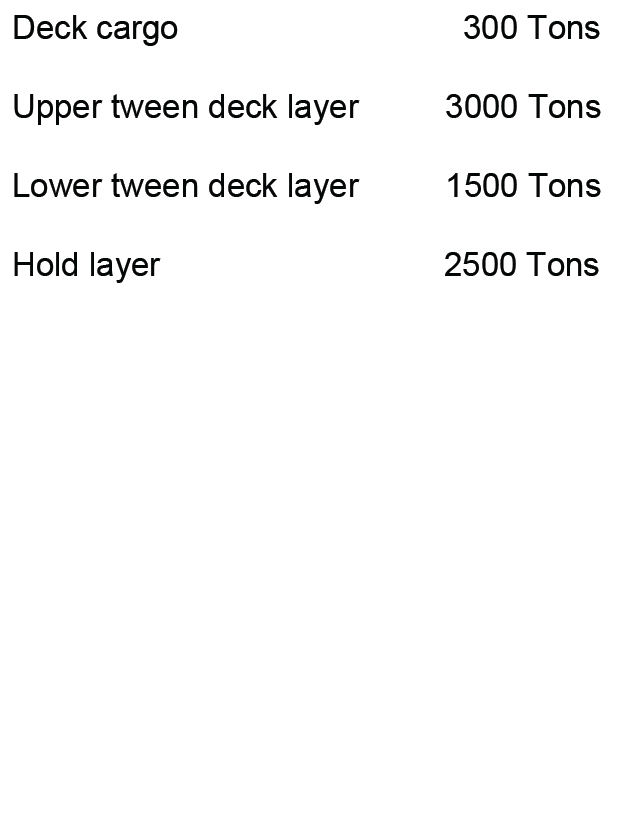 Deck cargo 300 Tons
Upper tween deck layer 3000 Tons
Lower tween deck layer 1500 Tons
Hold layer 2500 Tons